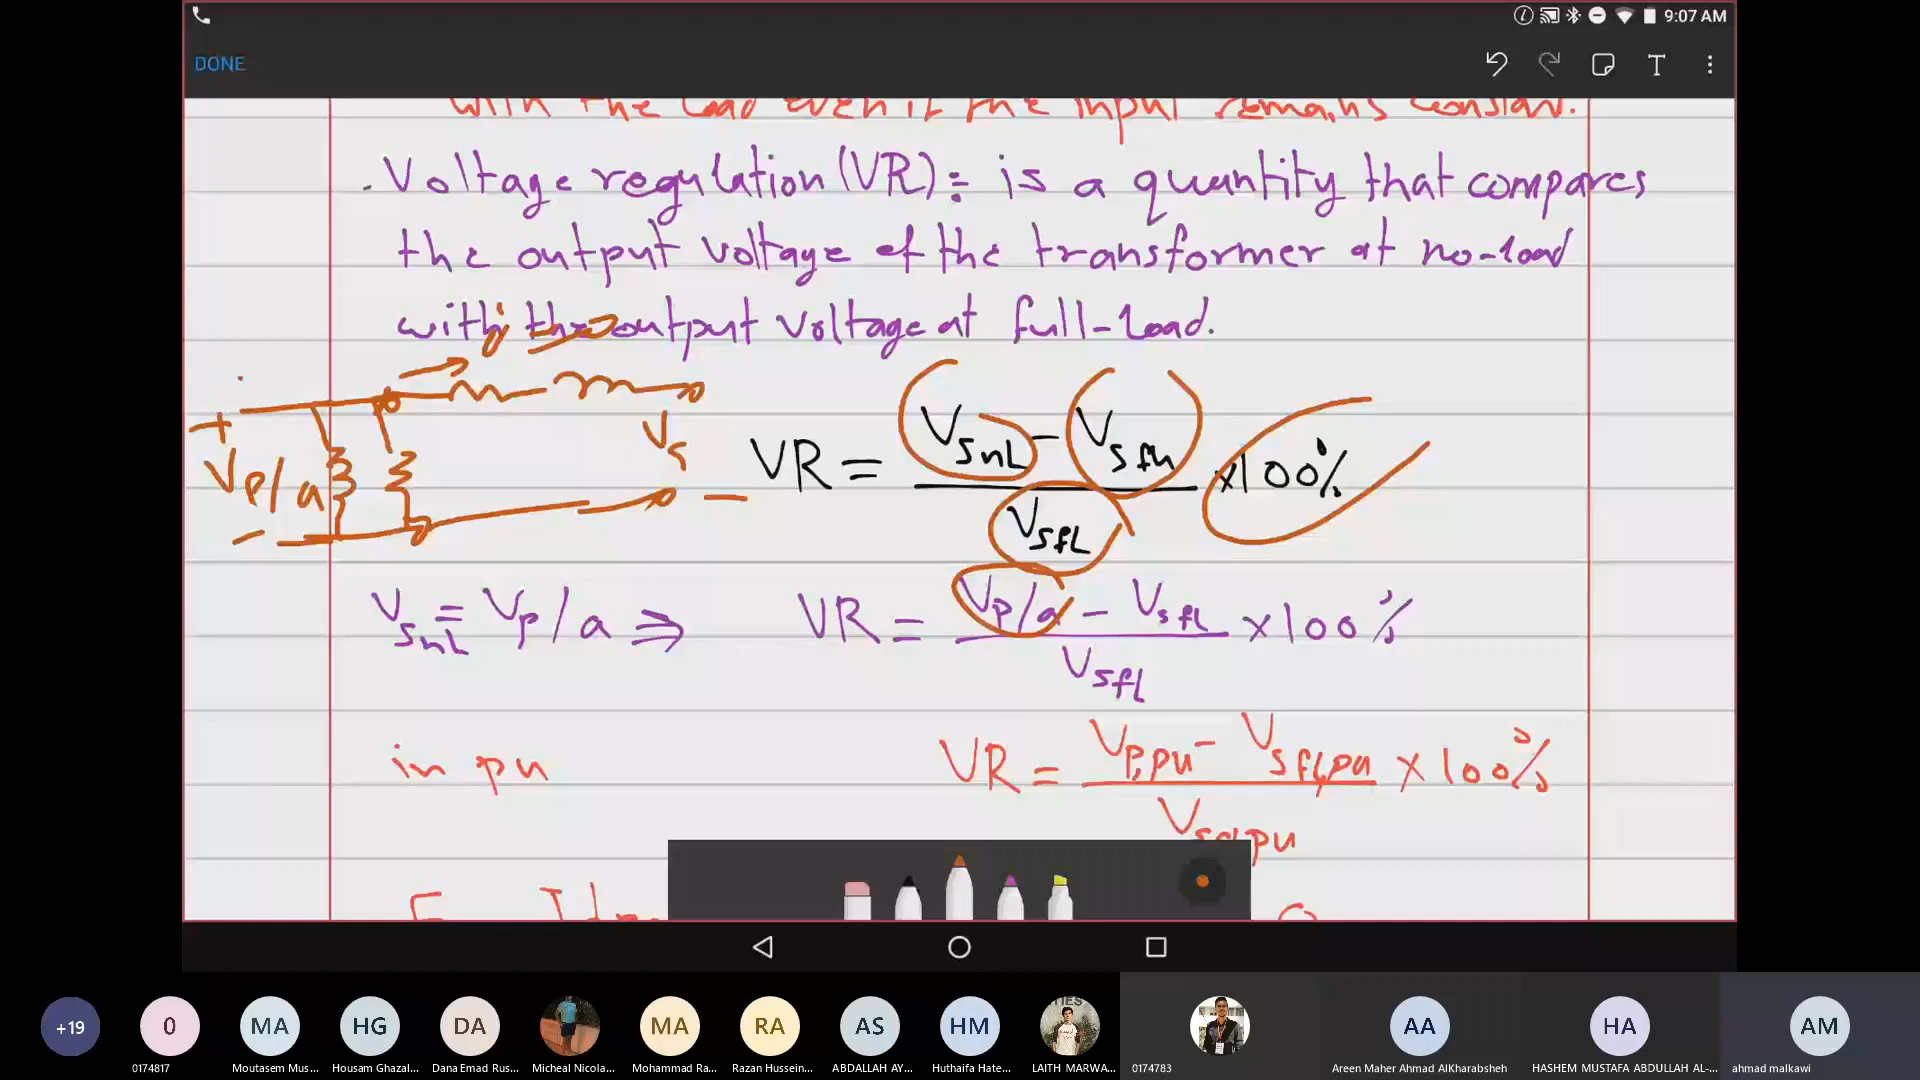 9:07 AM
DONE
with the load even if the input remains constan.
. Voltage regulation (VR): is a quantity that compares
the output voltage of the transformer at no-load
with the output voltage at full-load.
+ Vp/a -
Vs -
VR = VsnL - Vsfl / VsfL x100%
VsnL = Vp/a ⇒ VR = Vp/a - Vsfl / Vsfl x100%
in pu VR = Vp,pu - Vsfl,pu / Vsfl,pu x100%
+19
0
MA
HG
DA
MA
RA
AS
HM
AA
HA
AM
0174817
Moutasem Mus...
Housam Ghazal...
Dana Emad Rus...
Micheal Nicola...
Mohammad Ra...
Razan Hussein...
ABDALLAH AY...
Huthaifa Hate...
LAITH MARWA...
0174783
Areen Maher Ahmad AlKharabsheh
HASHEM MUSTAFA ABDULLAH AL-...
ahmad malkawi